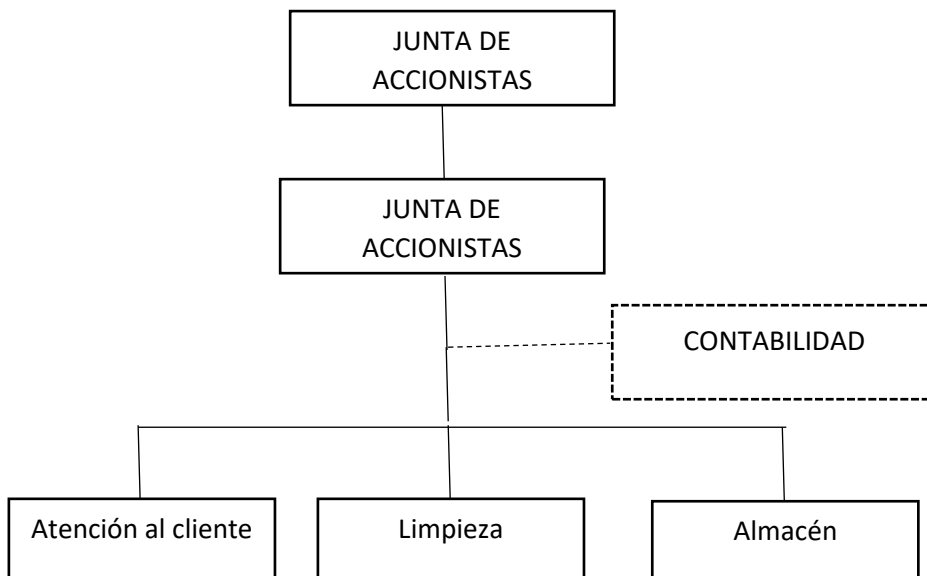 JUNTA DE
ACCIONISTAS
JUNTA DE
ACCIONISTAS
CONTABILIDAD
Atención al cliente
Limpieza
Almacén